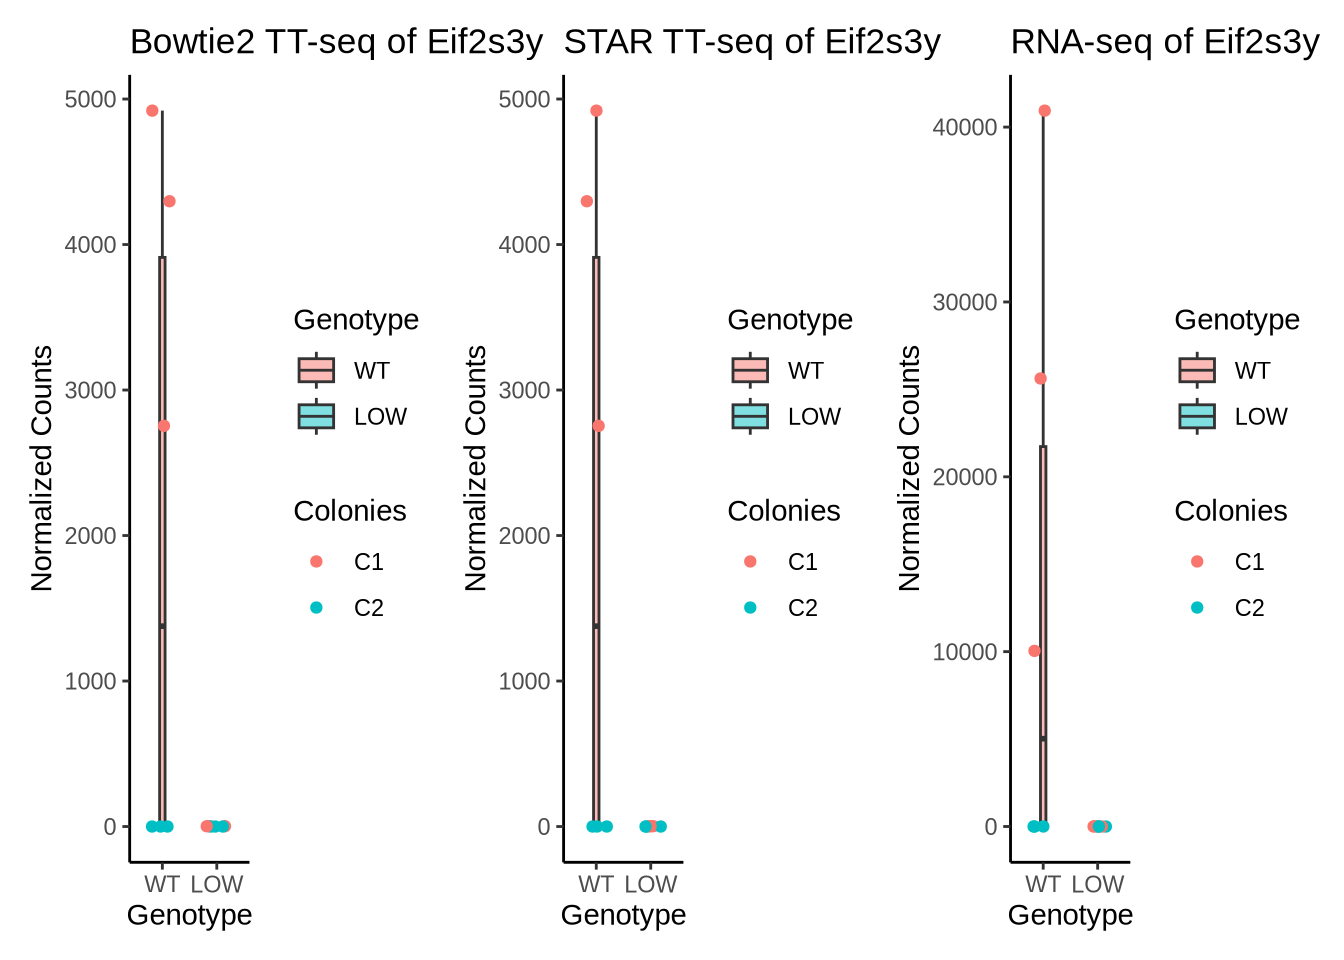 Bowtie2 TT-seq of Eif2s3y
5000
4000
3000
2000
1000
0
Normalized Counts
WT LOW
Genotype
Genotype
WT
LOW
Colonies
C1
C2
STAR TT-seq of Eif2s3y
5000
4000
3000
2000
1000
0
Normalized Counts
WT LOW
Genotype
Genotype
WT
LOW
Colonies
C1
C2
RNA-seq of Eif2s3y
40000
30000
20000
10000
0
Normalized Counts
WT LOW
Genotype
Genotype
WT
LOW
Colonies
C1
C2